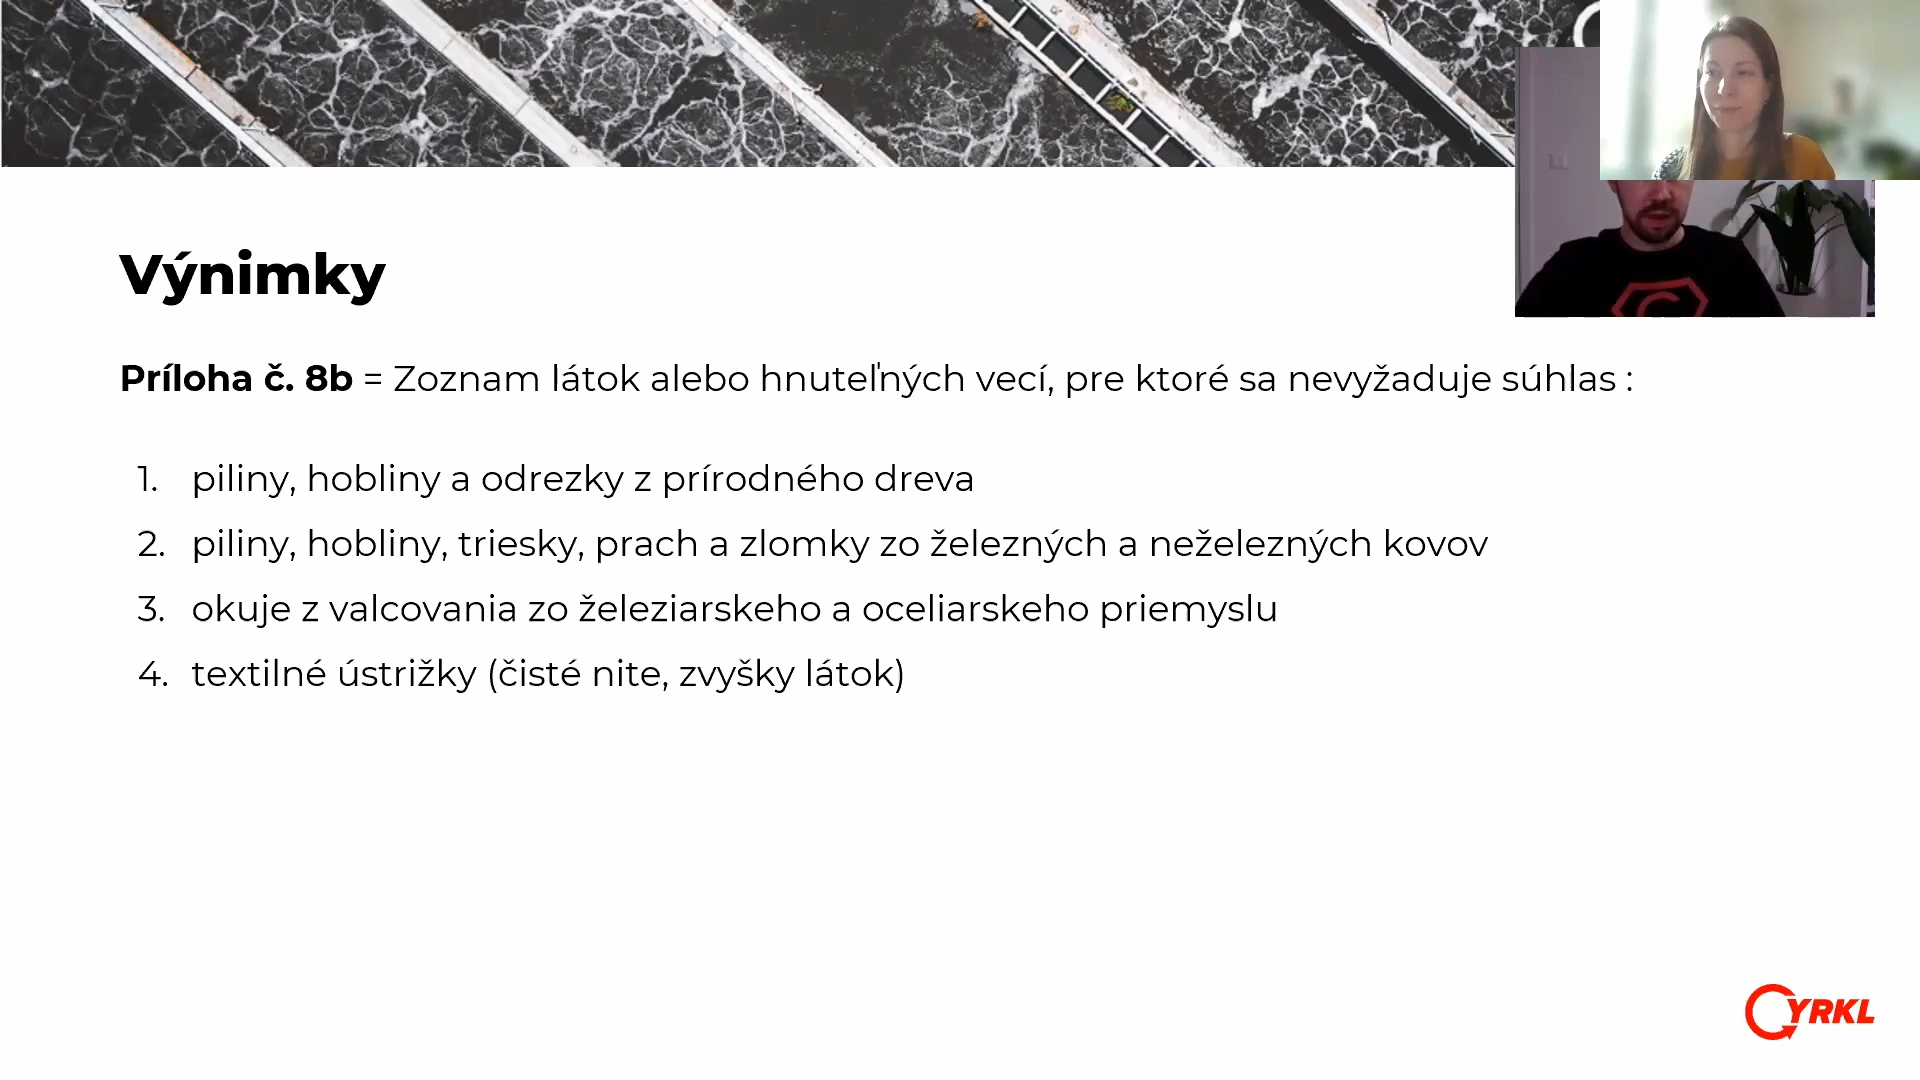 Výnimky
Príloha č. 8b = Zoznam látok alebo hnuteľných vecí, pre ktoré sa nevyžaduje súhlas :
1. piliny, hobliny a odrezky z prírodného dreva
2. piliny, hobliny, triesky, prach a zlomky zo železných a neželezných kovov
3. okuje z valcovania zo železiarskeho a oceliarskeho priemyslu
4. textilné ústrižky (čisté nite, zvyšky látok)
CYRKL